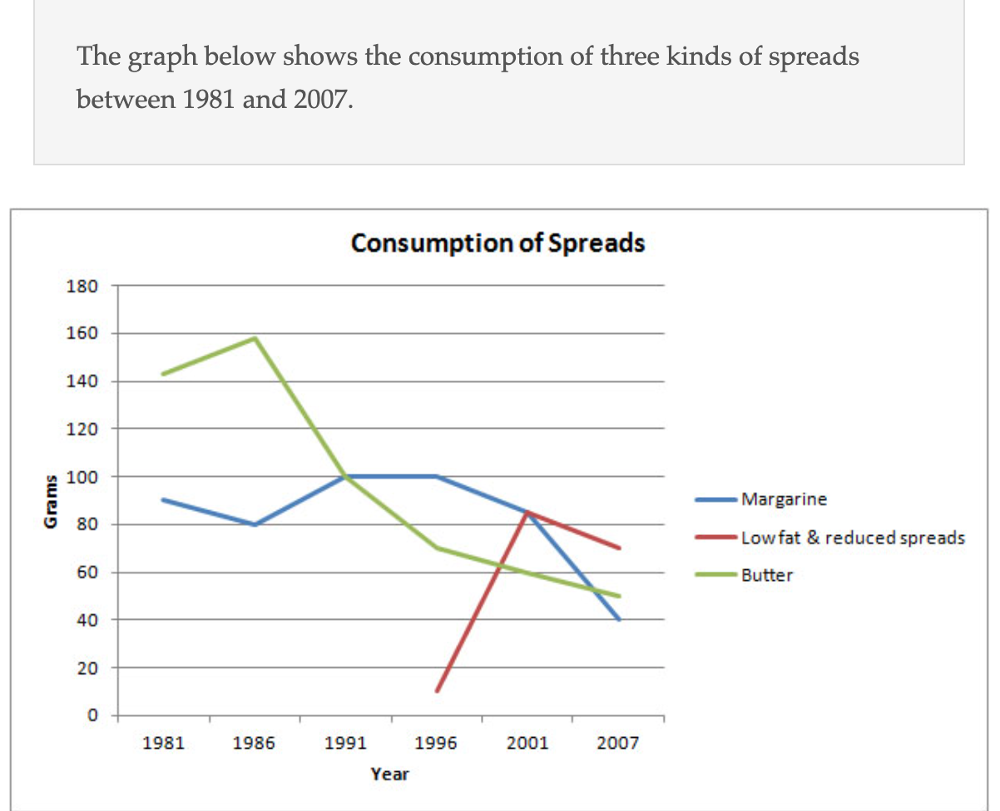 The graph below shows the consumption of three kinds of spreads
between 1981 and 2007.
Consumption of Spreads
180
160
140
120
100
80
60
40
20
0
Grams
1981 1986 1991 1996 2001 2007
Year
Margarine
Low fat & reduced spreads
Butter